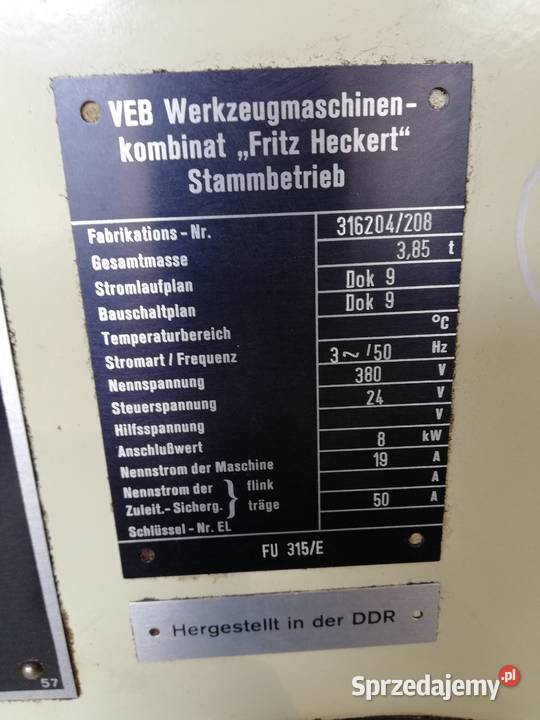 VEB Werkzeugmaschinen-
kombinat „Fritz Heckert“
Stammbetrieb
Fabrikations-Nr. 316204/208
Gesamtmasse 3,85 t
Stromlaufplan Dok 9
Bauschaltplan Dok 9
Temperaturbereich °C
Stromart / Frequenz 3~/50 Hz
Nennspannung 380 V
Steuerspannung 24 V
Hilfsspannung V
Anschlußwert 8 kW
Nennstrom der Maschine 19 A
Nennstrom der } flink A
Zuleit.-Sicherg. } träge 50 A
Schlüssel-Nr. EL
FU 315/E
Hergestellt in der DDR
57
Sprzedajemy.pl